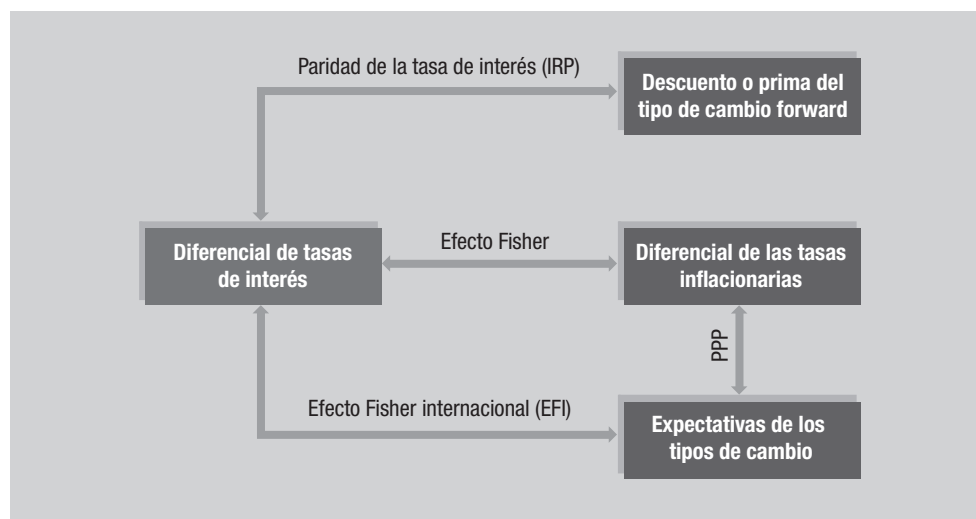 Paridad de la tasa de interés (IRP)
Descuento o prima del
tipo de cambio forward
Diferencial de tasas
de interés
Efecto Fisher
Diferencial de las tasas
inflacionarias
PPP
Efecto Fisher internacional (EFI)
Expectativas de los
tipos de cambio